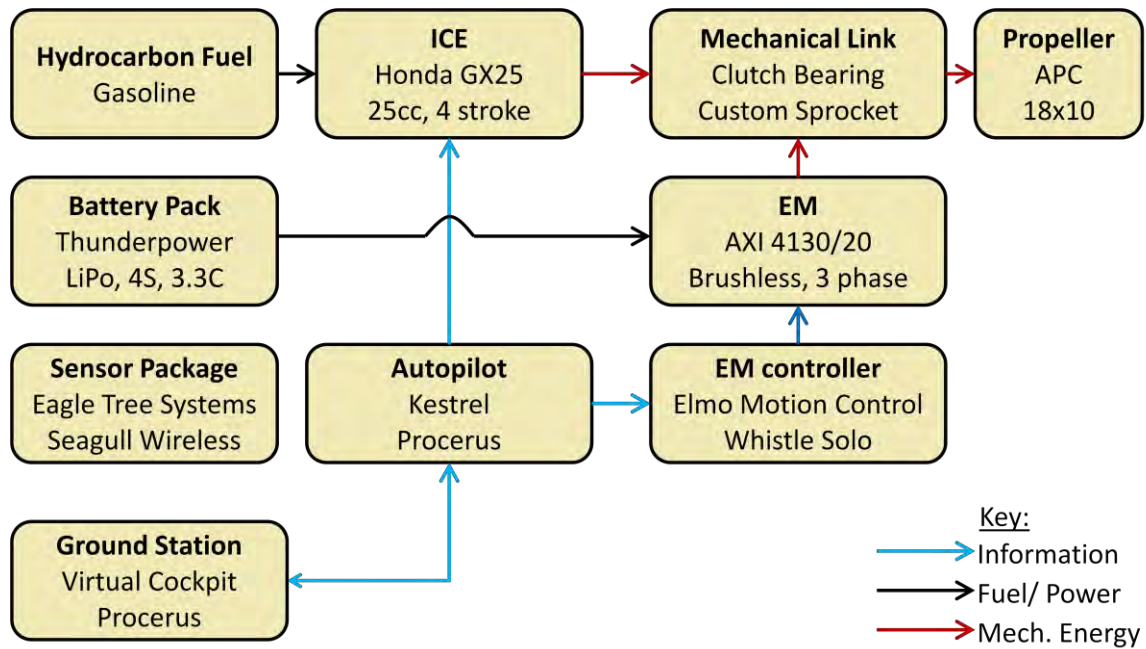 Hydrocarbon Fuel
Gasoline
ICE
Honda GX25
25cc, 4 stroke
Mechanical Link
Clutch Bearing
Custom Sprocket
Propeller
APC
18x10
Battery Pack
Thunderpower
LiPo, 4S, 3.3C
EM
AXI 4130/20
Brushless, 3 phase
Sensor Package
Eagle Tree Systems
Seagull Wireless
Autopilot
Kestrel
Procerus
EM controller
Elmo Motion Control
Whistle Solo
Ground Station
Virtual Cockpit
Procerus
Key:
Information
Fuel/ Power
Mech. Energy